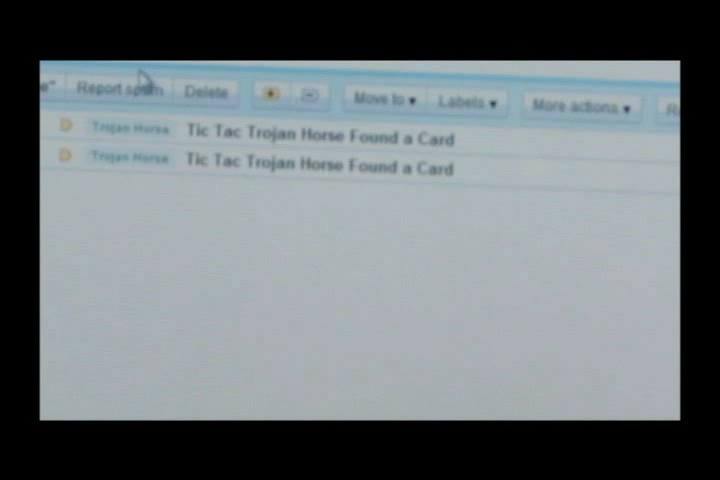 e" Report spam Delete Move to Labels More actions
Trojan Horse Tic Tac Trojan Horse Found a Card
Trojan Horse Tic Tac Trojan Horse Found a Card